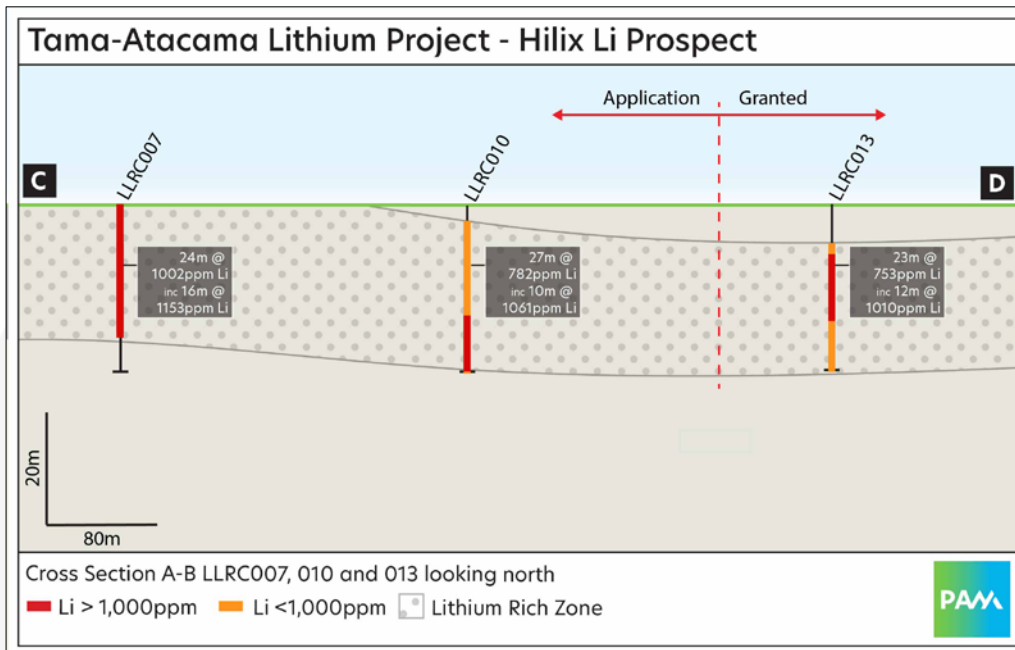 Tama-Atacama Lithium Project - Hilix Li Prospect
Application
Granted
C
LLRC007
LLRC010
LLRC013
D
24m @
1002ppm Li
inc 16m @
1153ppm Li
27m @
782ppm Li
inc 10m @
1061ppm Li
23m @
753ppm Li
inc 12m @
1010ppm Li
20m
80m
Cross Section A-B LLRC007, 010 and 013 looking north
Li > 1,000ppm
Li <1,000ppm
Lithium Rich Zone
PAM